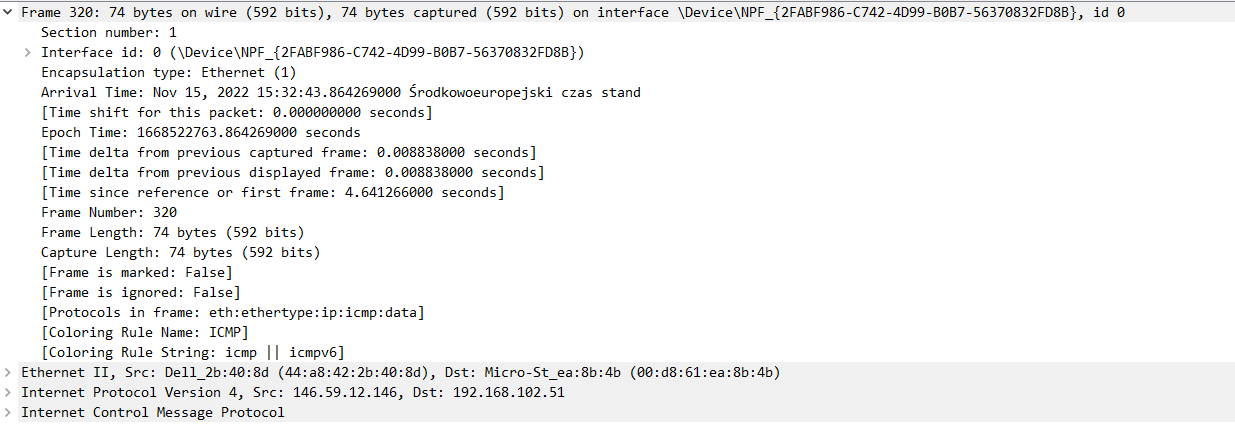 Frame 320: 74 bytes on wire (592 bits), 74 bytes captured (592 bits) on interface \Device\NPF_{2FABF986-C742-4D99-B0B7-56370832FD8B}, id 0
Section number: 1
Interface id: 0 (\Device\NPF_{2FABF986-C742-4D99-B0B7-56370832FD8B})
Encapsulation type: Ethernet (1)
Arrival Time: Nov 15, 2022 15:32:43.864269000 Środkowoeuropejski czas stand
[Time shift for this packet: 0.000000000 seconds]
Epoch Time: 1668522763.864269000 seconds
[Time delta from previous captured frame: 0.008838000 seconds]
[Time delta from previous displayed frame: 0.008838000 seconds]
[Time since reference or first frame: 4.641266000 seconds]
Frame Number: 320
Frame Length: 74 bytes (592 bits)
Capture Length: 74 bytes (592 bits)
[Frame is marked: False]
[Frame is ignored: False]
[Protocols in frame: eth:ethertype:ip:icmp:data]
[Coloring Rule Name: ICMP]
[Coloring Rule String: icmp || icmpv6]
Ethernet II, Src: Dell_2b:40:8d (44:a8:42:2b:40:8d), Dst: Micro-St_ea:8b:4b (00:d8:61:ea:8b:4b)
Internet Protocol Version 4, Src: 146.59.12.146, Dst: 192.168.102.51
Internet Control Message Protocol